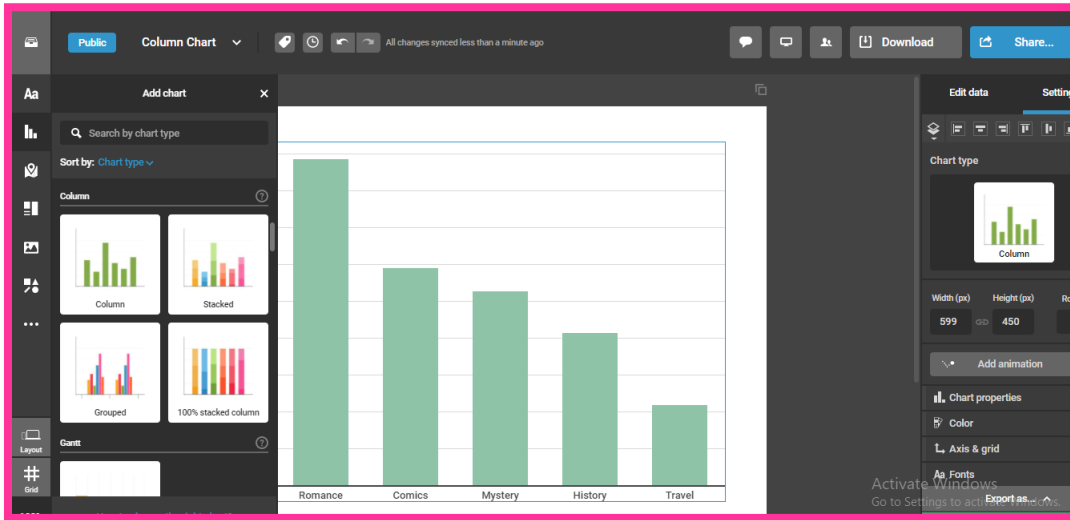 Public
Column Chart
All changes synced less than a minute ago
Download
Share...
Aa
Add chart
Search by chart type
Sort by: Chart type
Column
Column
Stacked
Grouped
100% stacked column
Gantt
Layout
Grid
Romance
Comics
Mystery
History
Travel
Edit data
Setting
Chart type
Column
Width (px)
Height (px)
Ro
599
450
Add animation
Chart properties
Color
Axis & grid
Aa Fonts
Export as...
Activate Windows
Go to Settings to activate Windows.